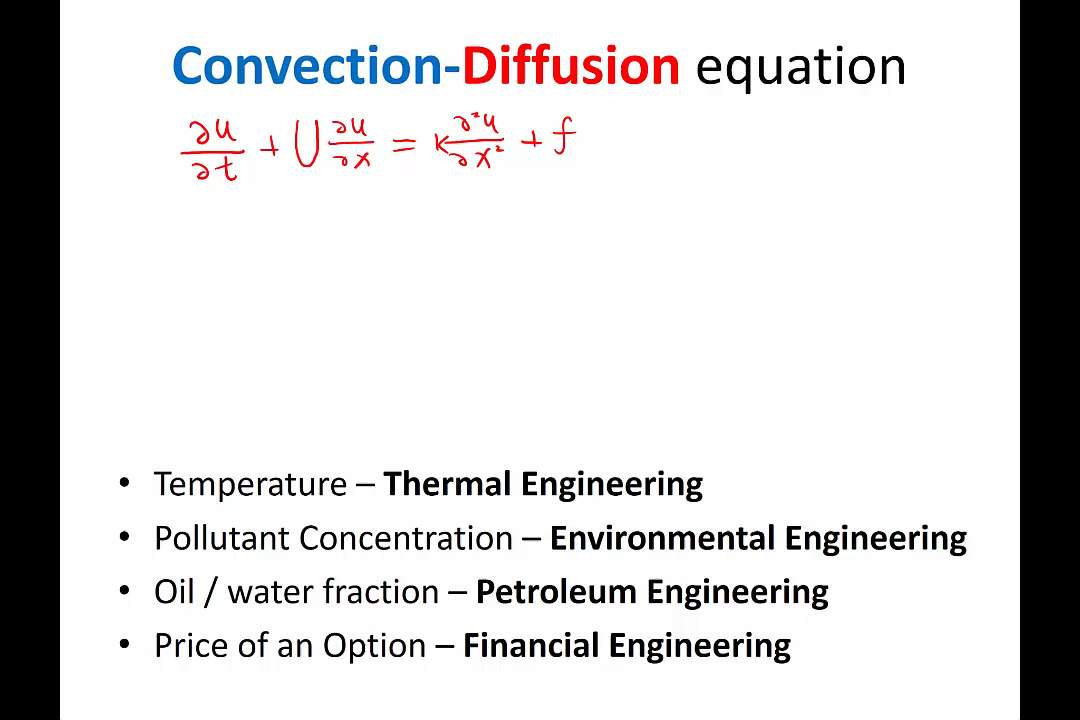 Convection-Diffusion equation
∂u/∂t + U ∂u/∂x = κ ∂²u/∂x² + f
• Temperature – Thermal Engineering
• Pollutant Concentration – Environmental Engineering
• Oil / water fraction – Petroleum Engineering
• Price of an Option – Financial Engineering